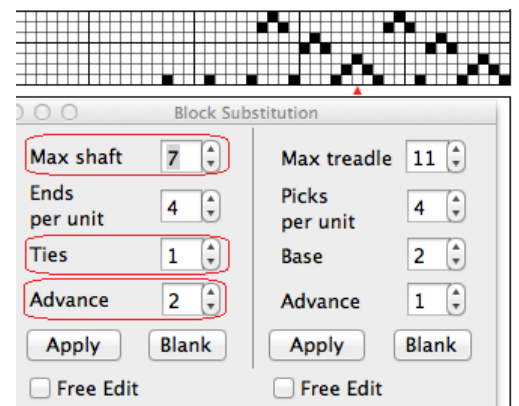 Block Substitution
Max shaft 7 Max treadle 11
Ends
per unit 4 Picks
per unit 4
Ties 1 Base 2
Advance 2 Advance 1
Apply Blank Apply Blank
Free Edit Free Edit